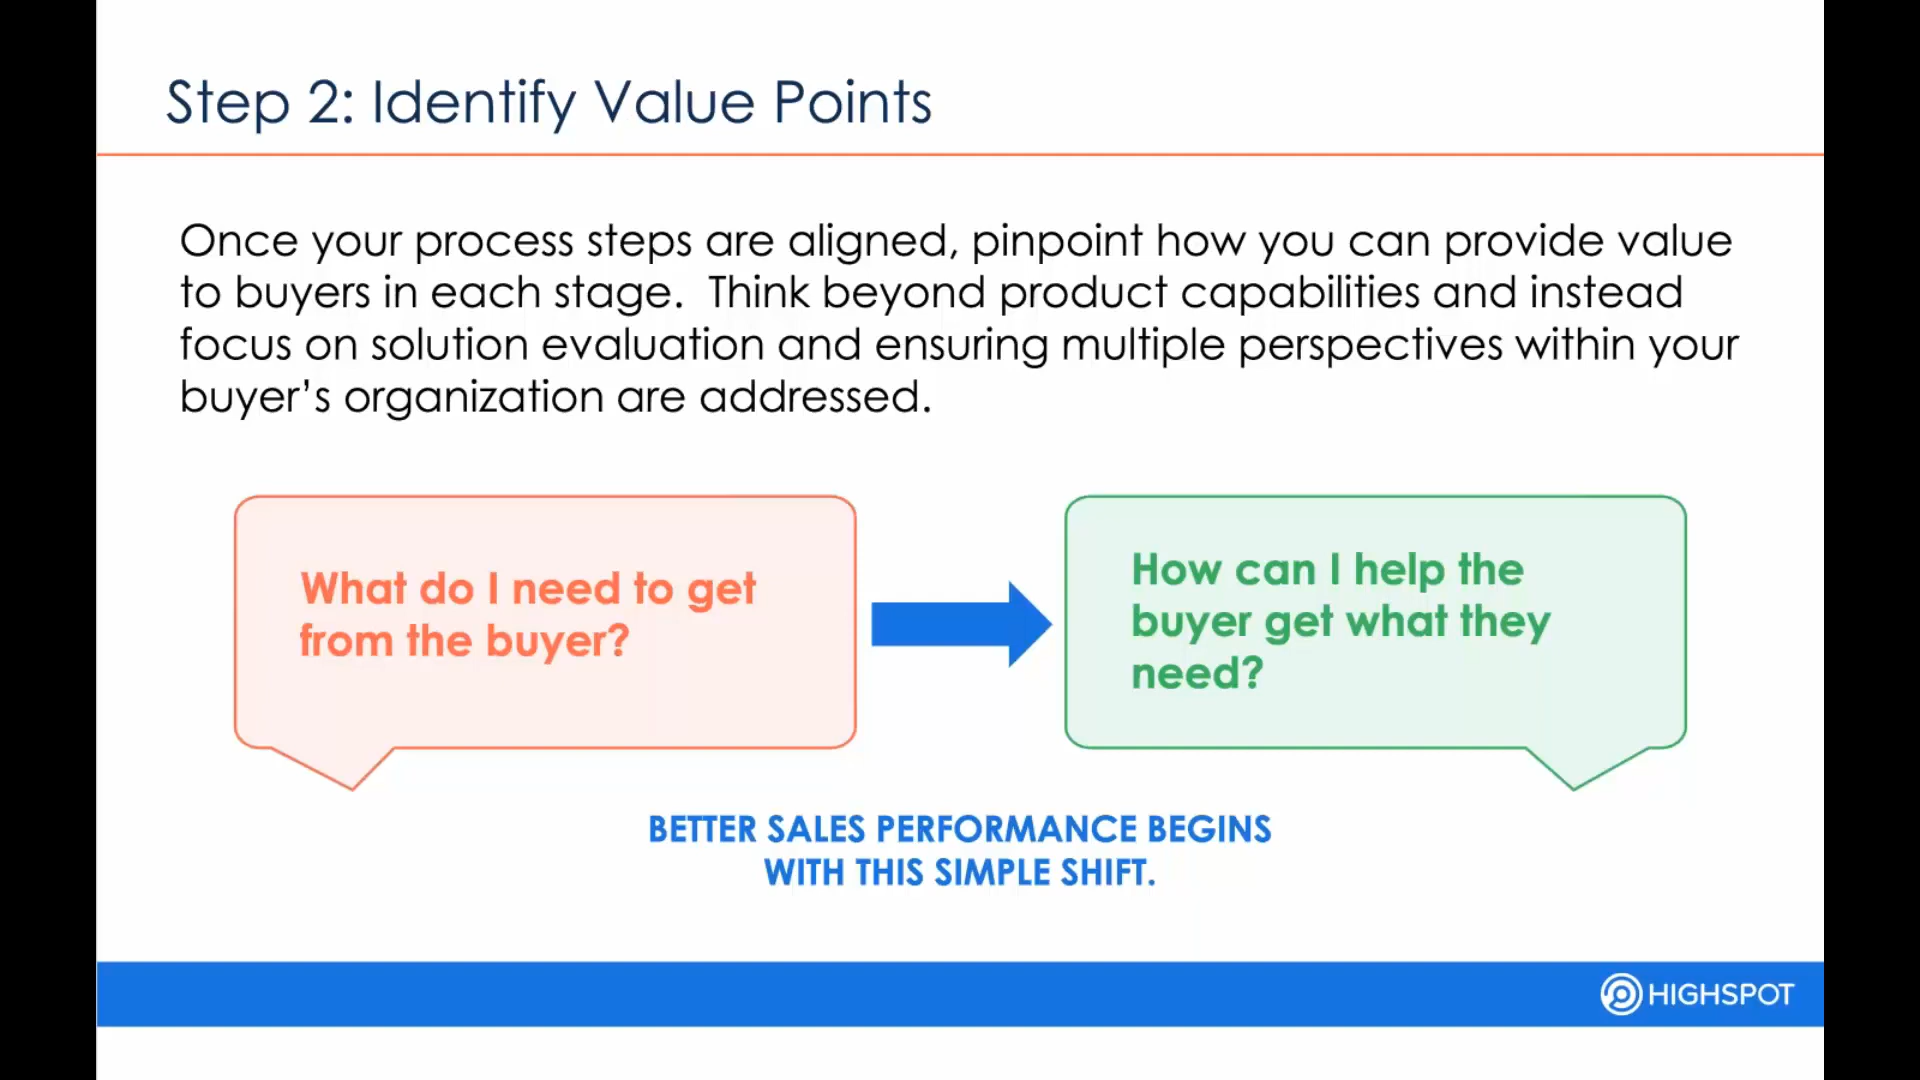 Step 2: Identify Value Points
Once your process steps are aligned, pinpoint how you can provide value
to buyers in each stage.  Think beyond product capabilities and instead
focus on solution evaluation and ensuring multiple perspectives within your
buyer’s organization are addressed.
What do I need to get
from the buyer?
How can I help the
buyer get what they
need?
BETTER SALES PERFORMANCE BEGINS
WITH THIS SIMPLE SHIFT.
HIGHSPOT